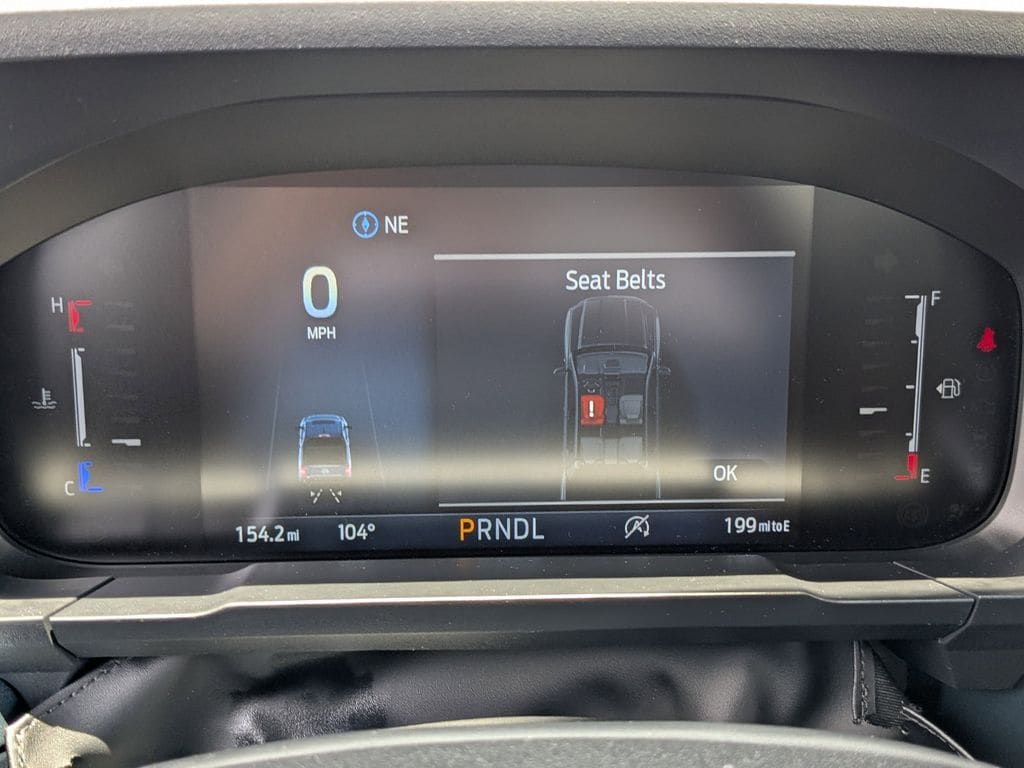 NE
Seat Belts
0
MPH
H
F
C
E
!
OK
154.2 mi 104° PRNDL 199 mi to E